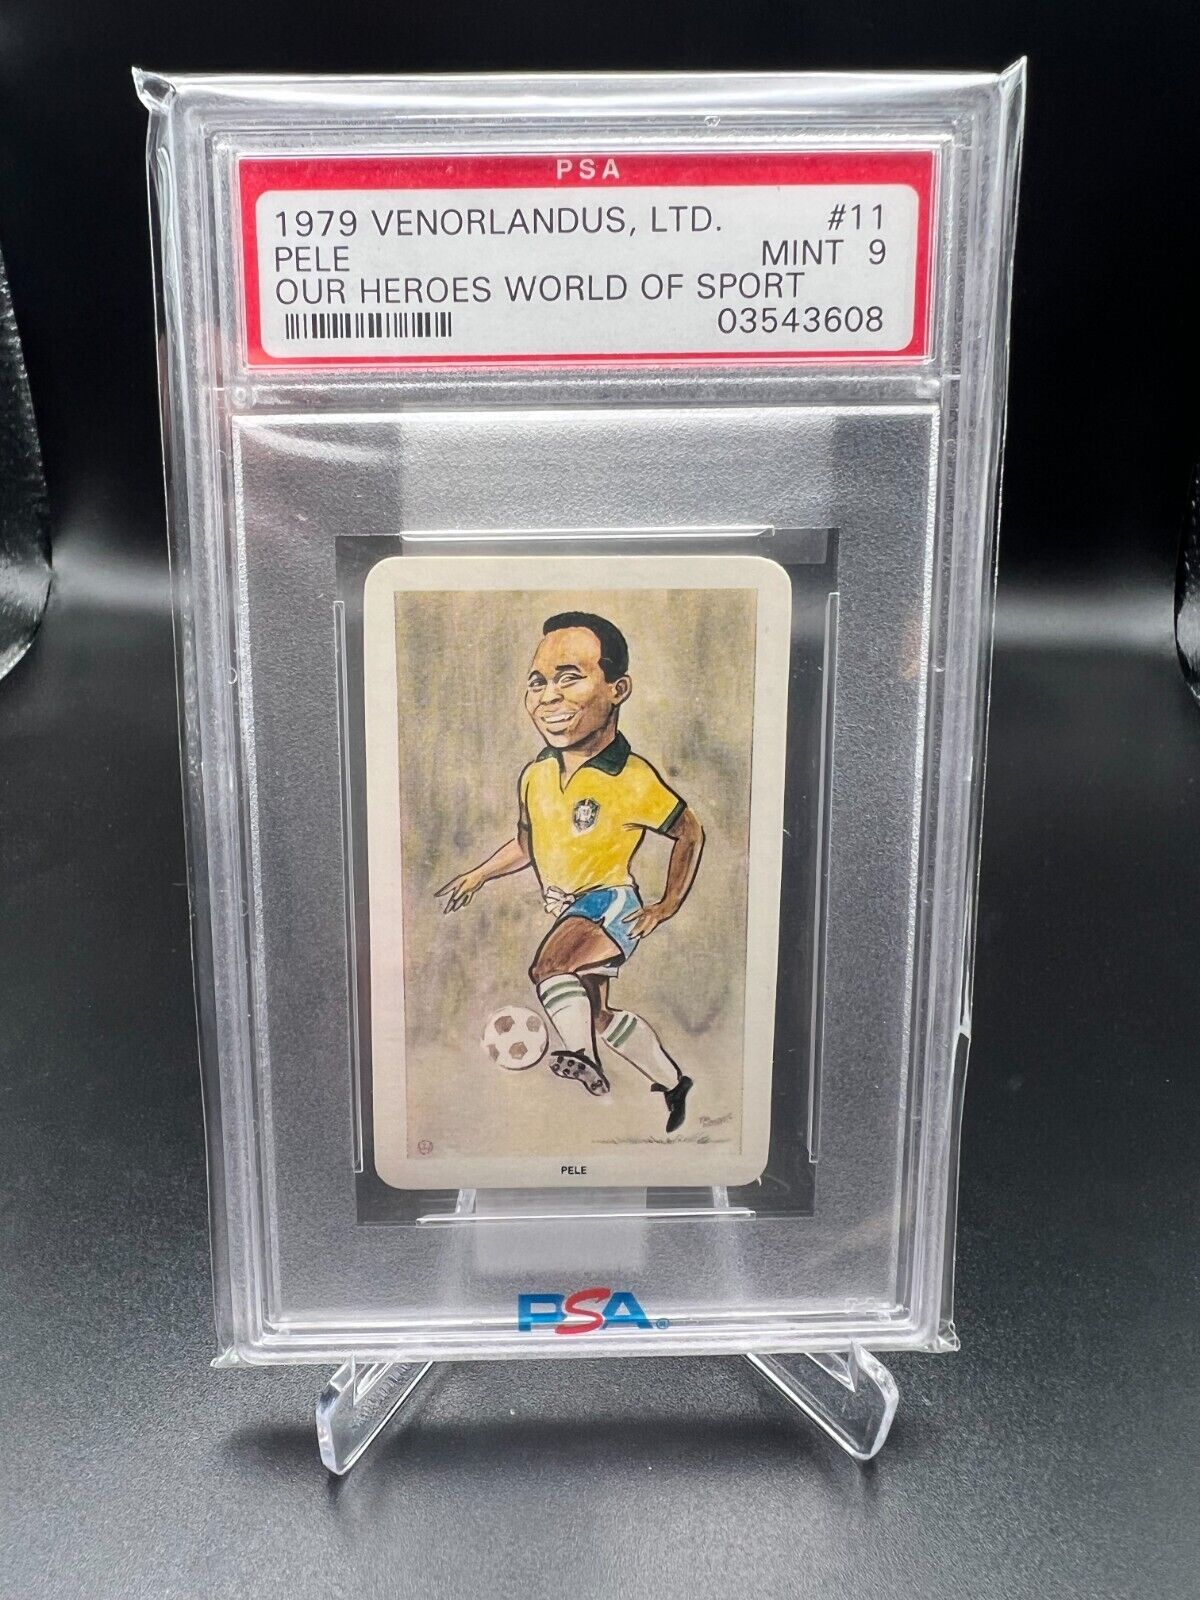 PSA
1979 VENORLANDUS, LTD. #11
PELE MINT 9
OUR HEROES WORLD OF SPORT
03543608
PELE
PSA®